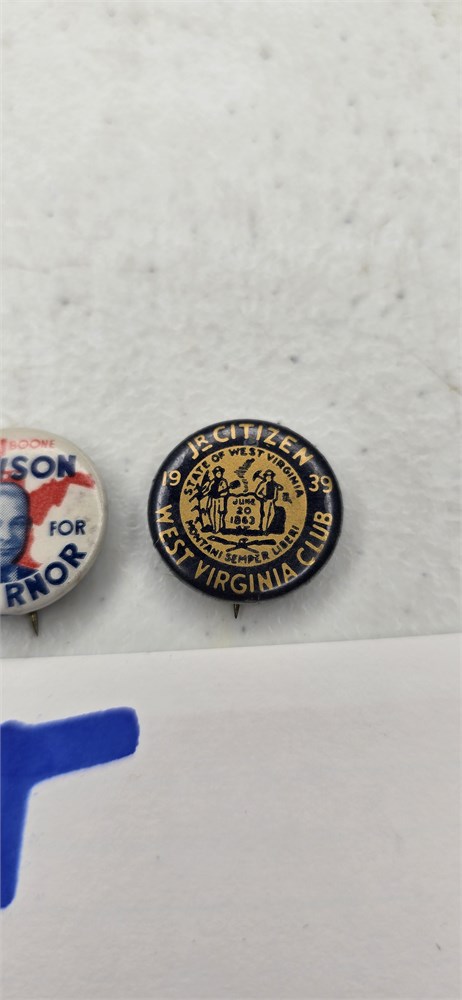 BOONE
SON
FOR
RNOR
JR CITIZEN
19 39
WEST VIRGINIA CLUB
STATE OF WEST VIRGINIA
JUNE
20
1863
MONTANI SEMPER LIBERI